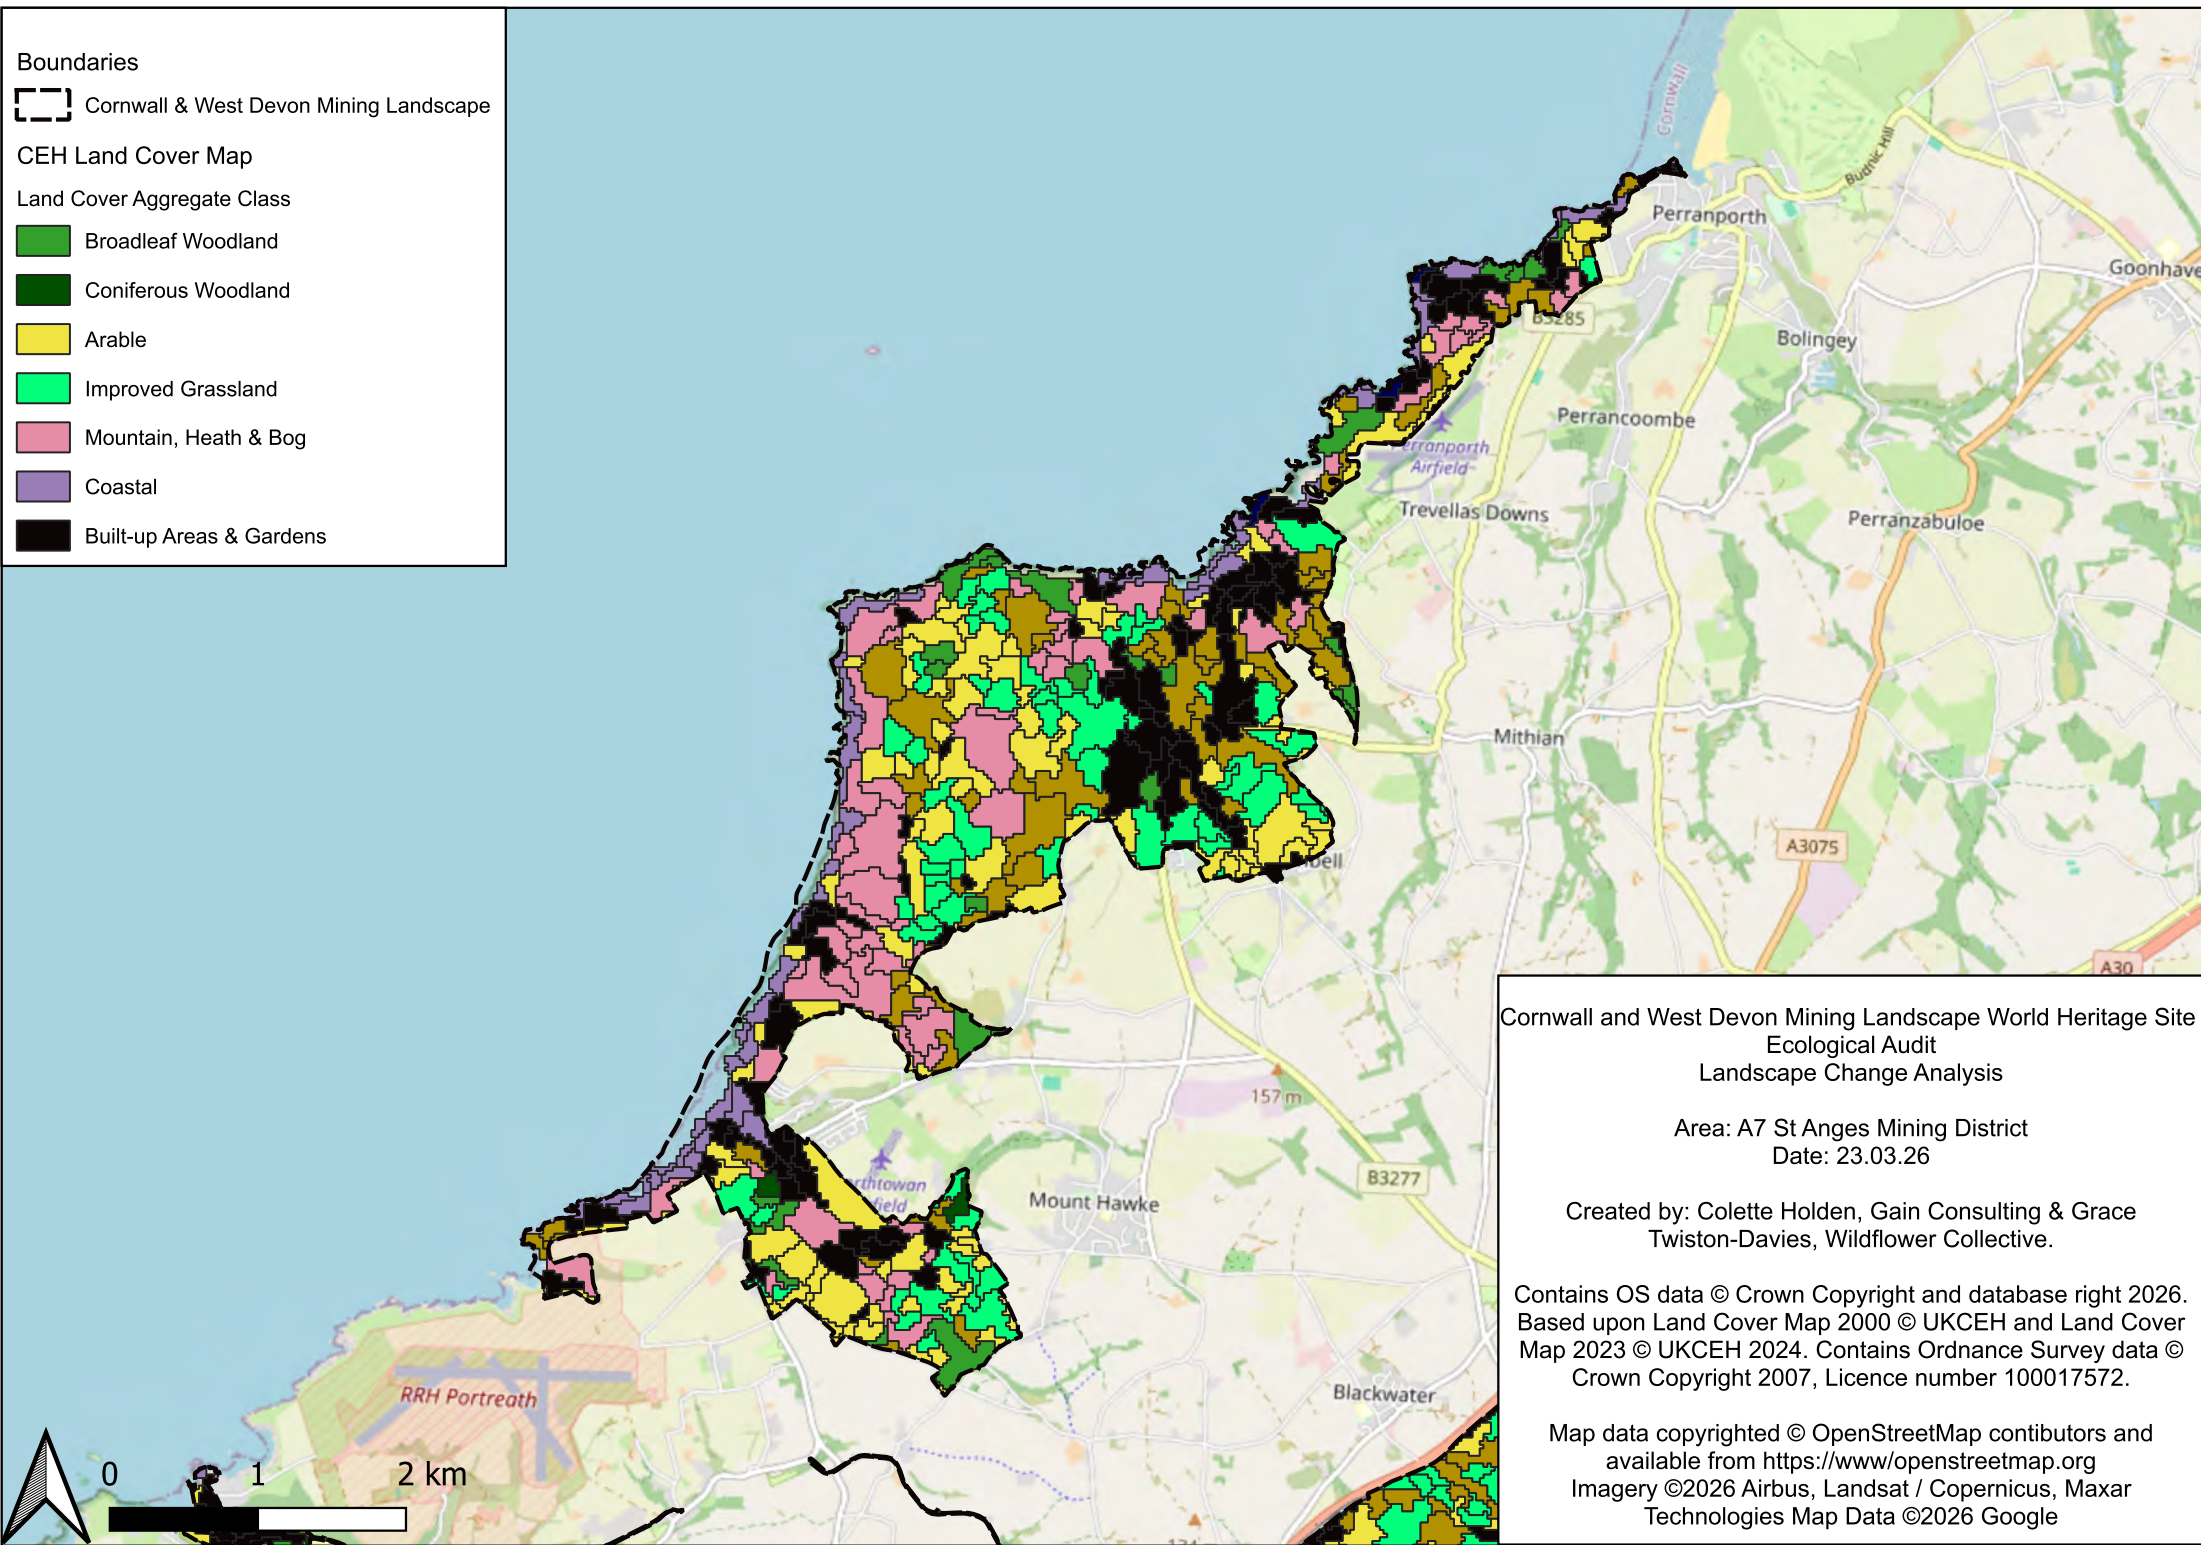 Boundaries
Cornwall & West Devon Mining Landscape
CEH Land Cover Map
Land Cover Aggregate Class
Broadleaf Woodland
Coniferous Woodland
Arable
Improved Grassland
Mountain, Heath & Bog
Coastal
Built-up Areas & Gardens
Cornwall
Budnic Hill
Perranporth
Goonhave
B3285
Bolingey
Perrancoombe
Perranporth
Airfield
Trevellas Downs
Perranzabuloe
Mithian
A3075
A30
157 m
B3277
Mount Hawke
Blackwater
RRH Portreath
0 1 2 km
Cornwall and West Devon Mining Landscape World Heritage Site
Ecological Audit
Landscape Change Analysis
Area: A7 St Anges Mining District
Date: 23.03.26
Created by: Colette Holden, Gain Consulting & Grace
Twiston-Davies, Wildflower Collective.
Contains OS data © Crown Copyright and database right 2026.
Based upon Land Cover Map 2000 © UKCEH and Land Cover
Map 2023 © UKCEH 2024. Contains Ordnance Survey data ©
Crown Copyright 2007, Licence number 100017572.
Map data copyrighted © OpenStreetMap contibutors and
available from https://www/openstreetmap.org
Imagery ©2026 Airbus, Landsat / Copernicus, Maxar
Technologies Map Data ©2026 Google